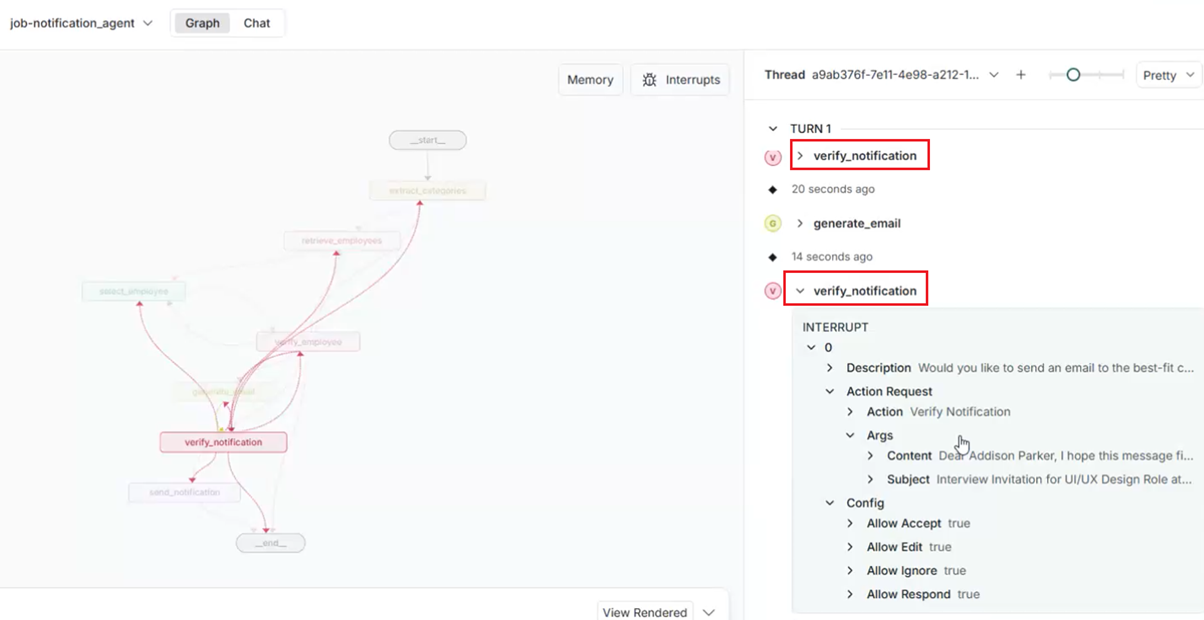 job-notification_agent
Graph Chat
Memory
Interrupts
__start__
extract_categories
retrieve_employees
select_employee
verify_employee
generate_email
verify_notification
send_notification
__end__
View Rendered
Thread a9ab376f-7e11-4e98-a212-1... +
Pretty
TURN 1
V verify_notification
20 seconds ago
G generate_email
14 seconds ago
V verify_notification
INTERRUPT
0
Description Would you like to send an email to the best-fit c...
Action Request
Action Verify Notification
Args
Content Dear Addison Parker, I hope this message fi...
Subject Interview Invitation for UI/UX Design Role at...
Config
Allow Accept true
Allow Edit true
Allow Ignore true
Allow Respond true